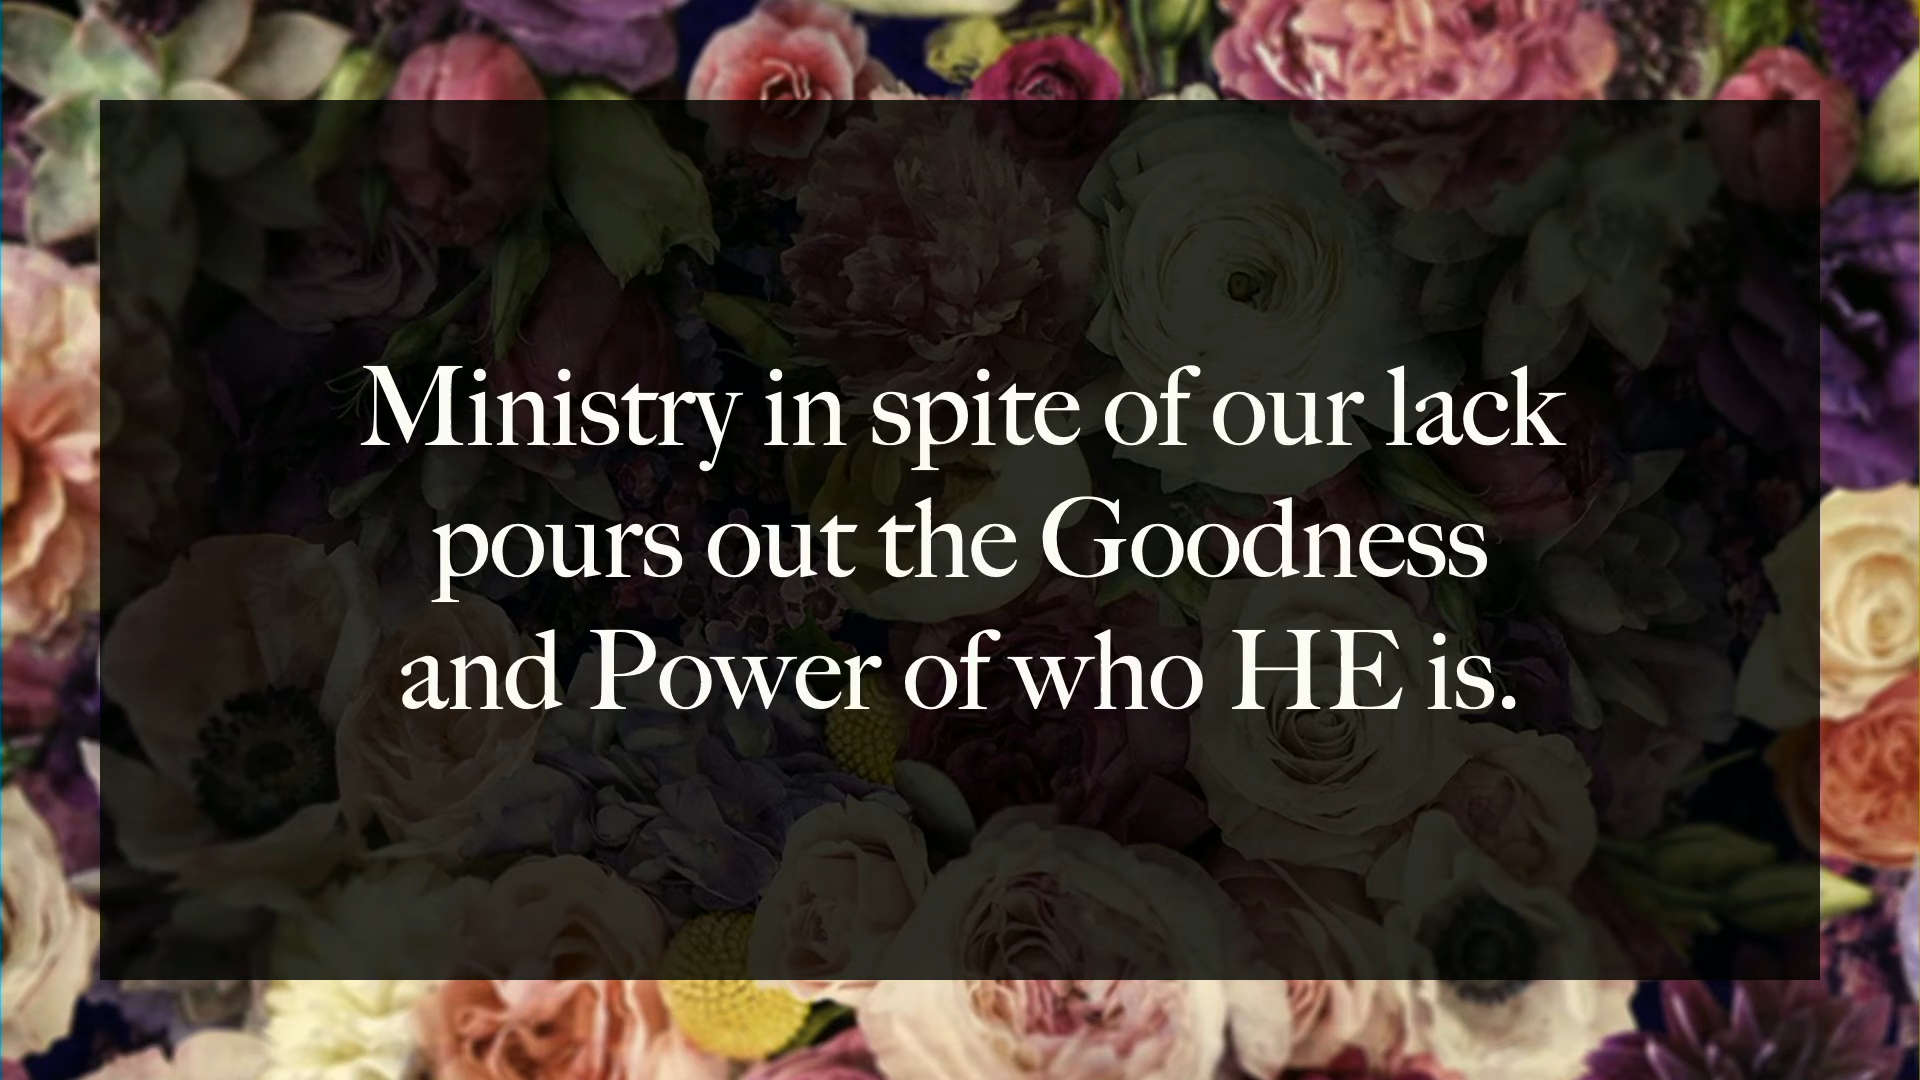 Ministry in spite of our lack
pours out the Goodness
and Power of who HE is.